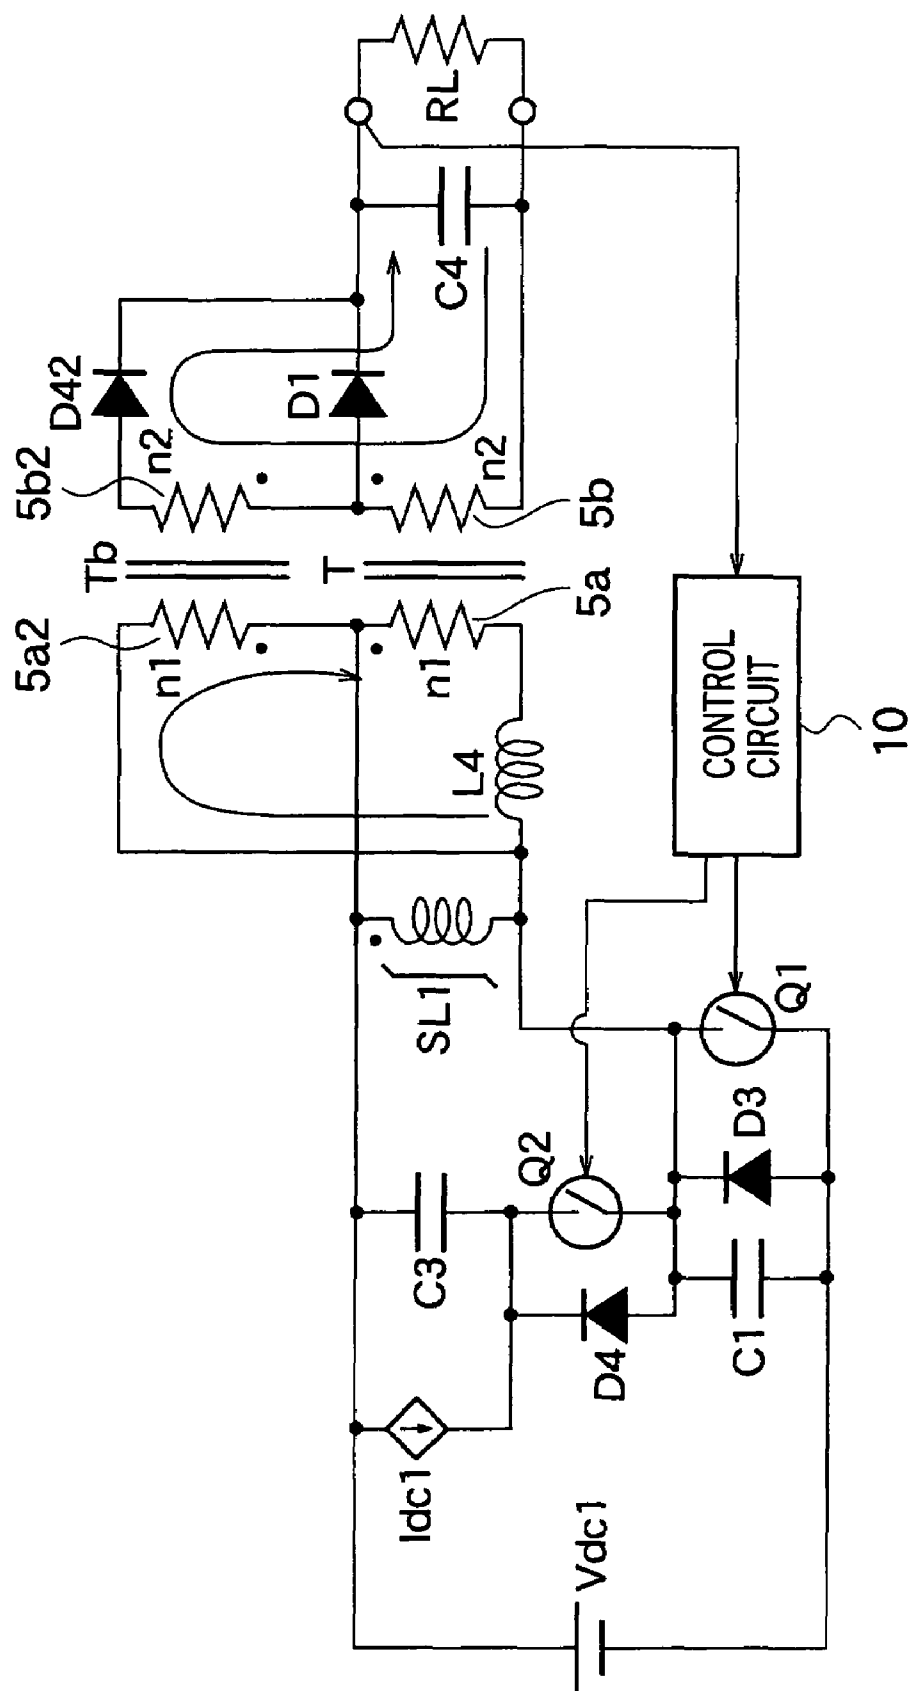 Vdc1
Idc1
C3
D4
Q2
C1
D3
Q1
SL1
L4
5a2
n1
n1
5a
Tb
T
5b2
n2
n2
5b
D42
D1
C4
RL
CONTROL
CIRCUIT
10